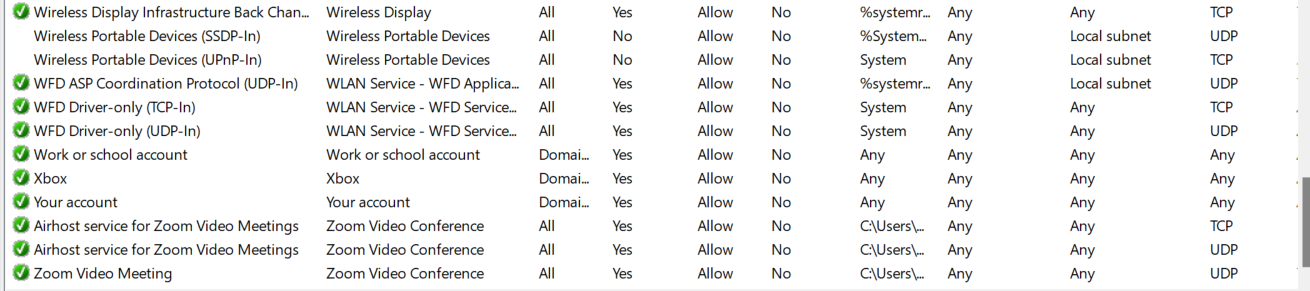 Wireless Display Infrastructure Back Chan... Wireless Display All Yes Allow No %systemr... Any Any TCP
Wireless Portable Devices (SSDP-In) Wireless Portable Devices All No Allow No %System... Any Local subnet UDP
Wireless Portable Devices (UPnP-In) Wireless Portable Devices All No Allow No System Any Local subnet TCP
WFD ASP Coordination Protocol (UDP-In) WLAN Service - WFD Applica... All Yes Allow No %systemr... Any Local subnet UDP
WFD Driver-only (TCP-In) WLAN Service - WFD Service... All Yes Allow No System Any Any TCP
WFD Driver-only (UDP-In) WLAN Service - WFD Service... All Yes Allow No System Any Any UDP
Work or school account Work or school account Domai... Yes Allow No Any Any Any Any
Xbox Xbox Domai... Yes Allow No Any Any Any Any
Your account Your account Domai... Yes Allow No Any Any Any Any
Airhost service for Zoom Video Meetings Zoom Video Conference All Yes Allow No C:\Users\... Any Any TCP
Airhost service for Zoom Video Meetings Zoom Video Conference All Yes Allow No C:\Users\... Any Any UDP
Zoom Video Meeting Zoom Video Conference All Yes Allow No C:\Users\... Any Any UDP